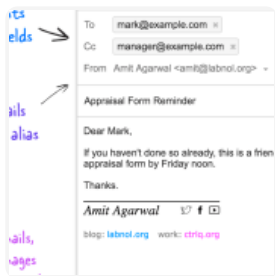 To mark@example.com ×
elds
Cc manager@example.com ×
From Amit Agarwal <amit@labnol.org>
Appraisal Form Reminder
ails
alias
Dear Mark,
If you haven't done so already, this is a frien
appraisal form by Friday noon.
Thanks.
Amit Agarwal
blog: labnol.org work: ctrlq.org
ails,
ages